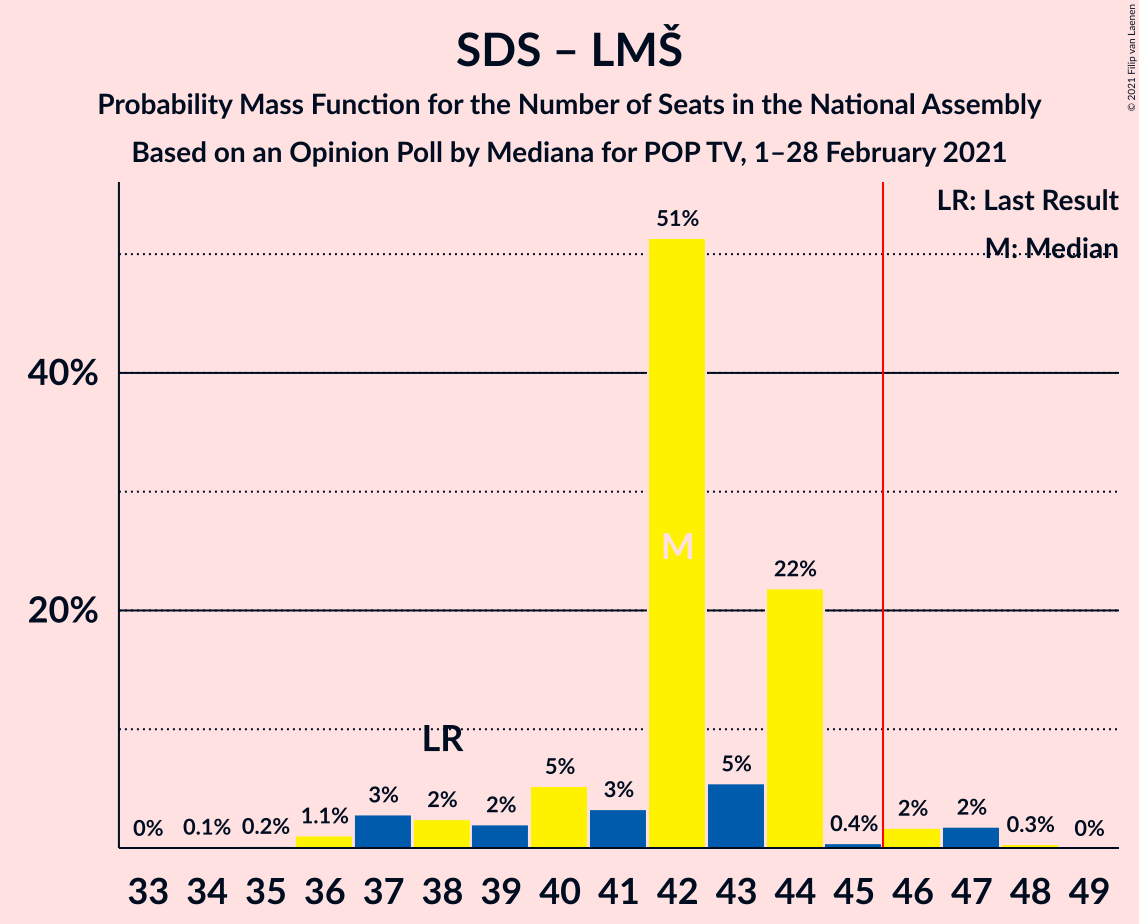 SDS – LMŠ
Probability Mass Function for the Number of Seats in the National Assembly
Based on an Opinion Poll by Mediana for POP TV, 1–28 February 2021
© 2021 Filip van Laenen
LR: Last Result
M: Median
40%
20%
0%
0.1%
0.2%
1.1%
3%
2%
2%
5%
3%
51%
5%
22%
0.4%
2%
2%
0.3%
0%
LR
M
33 34 35 36 37 38 39 40 41 42 43 44 45 46 47 48 49